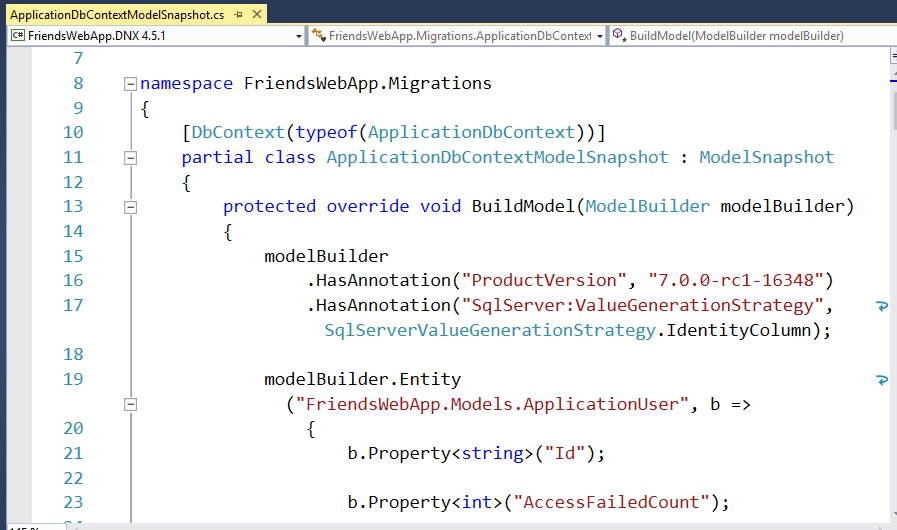 ApplicationDbContextModelSnapshot.cs
C# FriendsWebApp.DNX 4.5.1 FriendsWebApp.Migrations.ApplicationDbContext BuildModel(ModelBuilder modelBuilder)
7
8 namespace FriendsWebApp.Migrations
9 {
10 [DbContext(typeof(ApplicationDbContext))]
11 partial class ApplicationDbContextModelSnapshot : ModelSnapshot
12 {
13 protected override void BuildModel(ModelBuilder modelBuilder)
14 {
15 modelBuilder
16 .HasAnnotation("ProductVersion", "7.0.0-rc1-16348")
17 .HasAnnotation("SqlServer:ValueGenerationStrategy",
SqlServerValueGenerationStrategy.IdentityColumn);
18
19 modelBuilder.Entity
("FriendsWebApp.Models.ApplicationUser", b =>
20 {
21 b.Property<string>("Id");
22
23 b.Property<int>("AccessFailedCount");